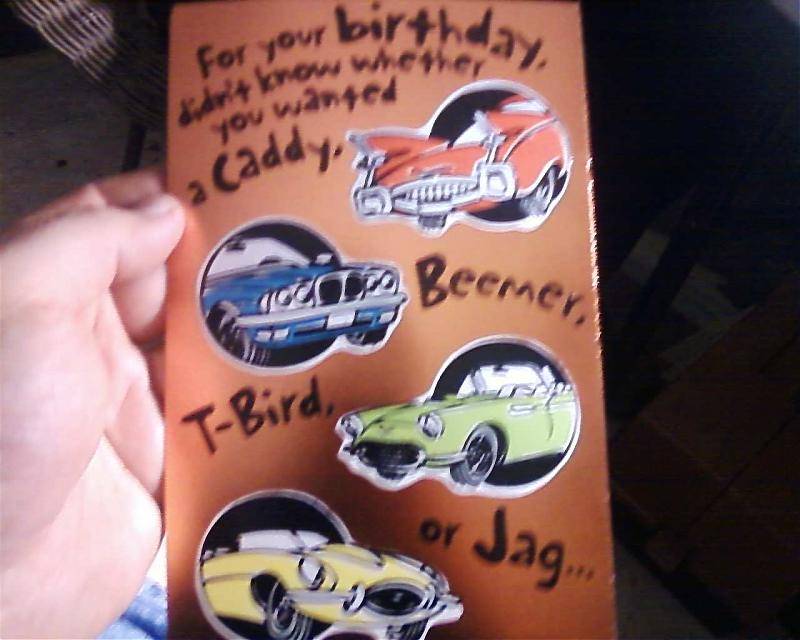 For your birthday,
didn't know whether
you wanted
a Caddy,
Beemer,
T-Bird,
or Jag...